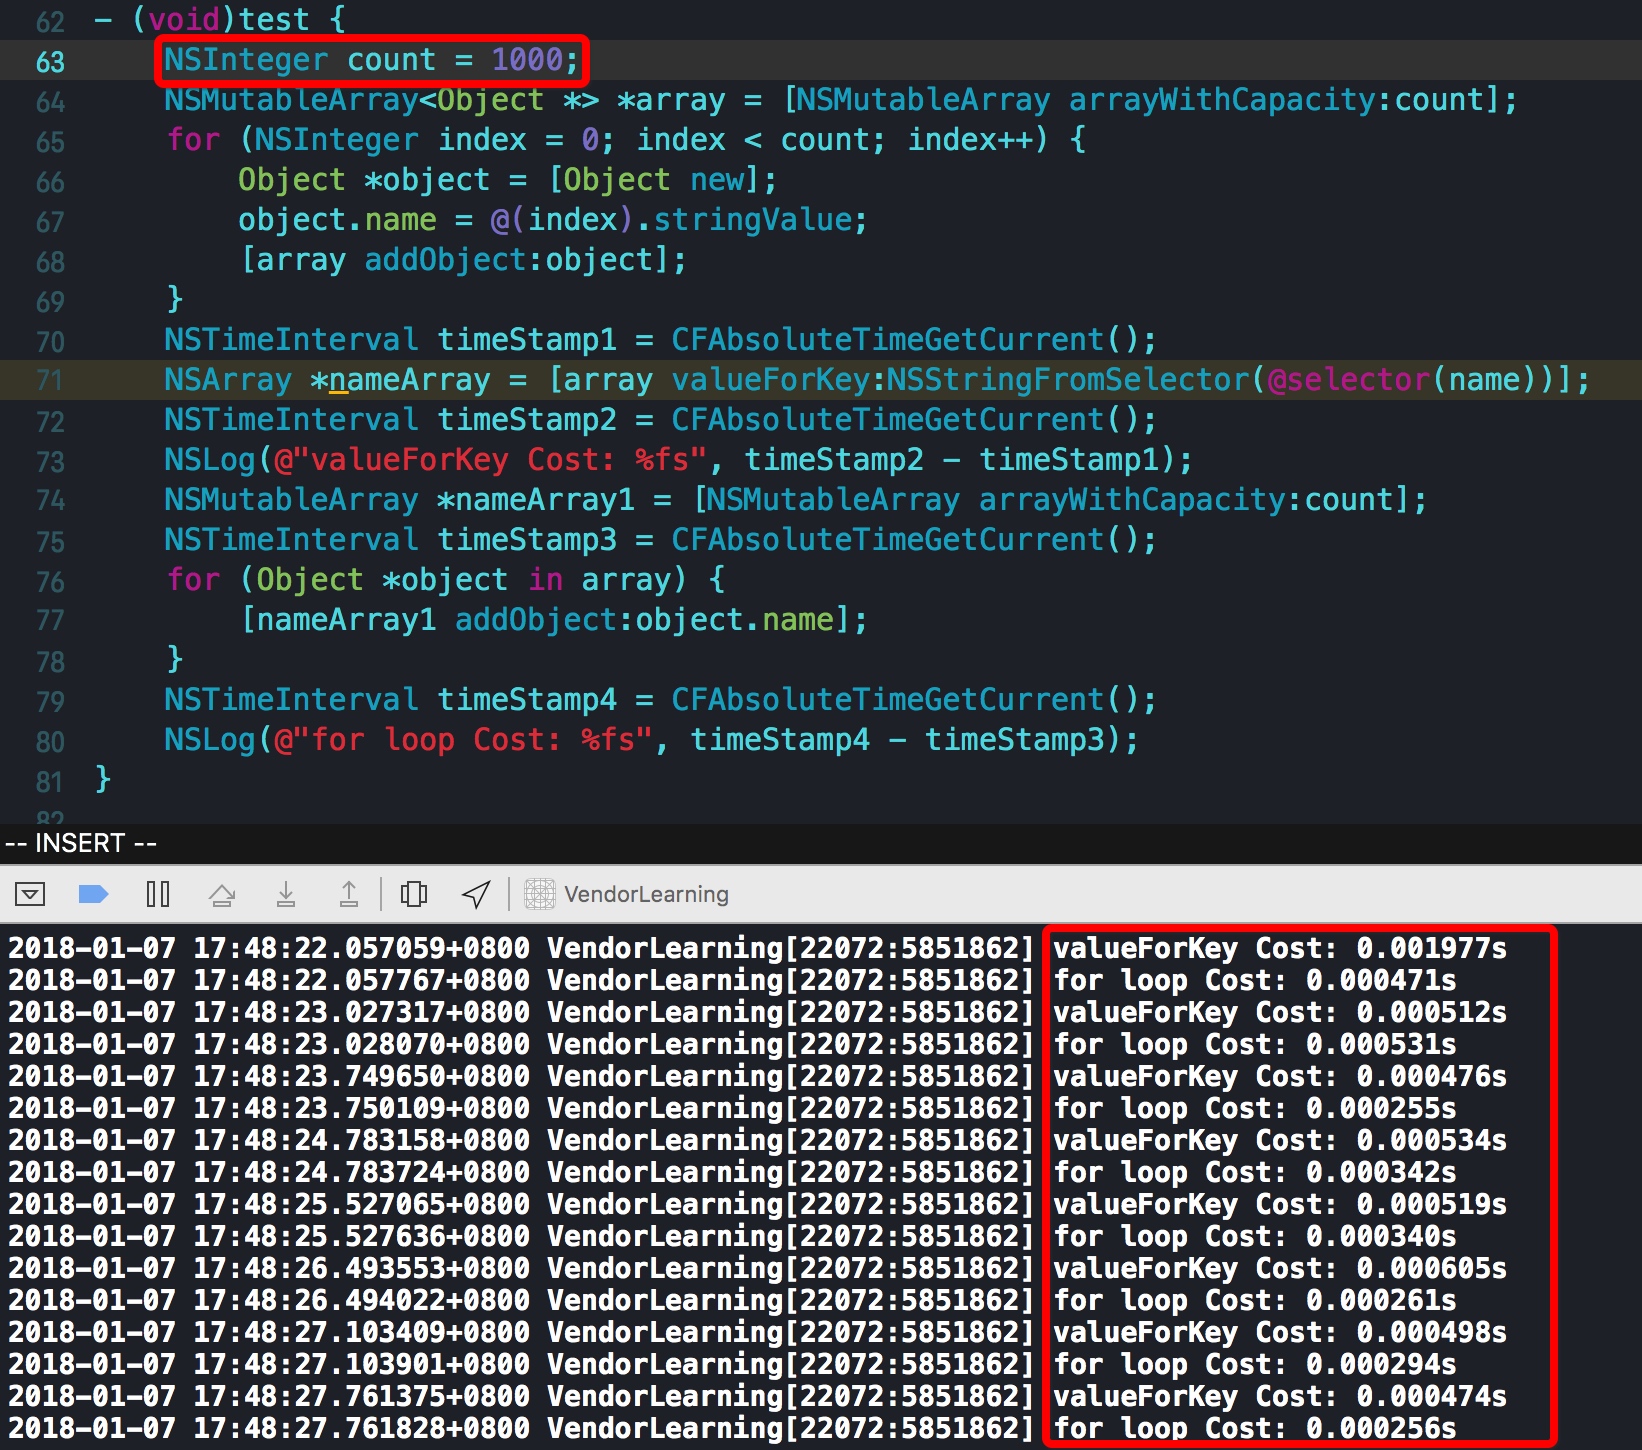 62 - (void)test {
63 NSInteger count = 1000;
64 NSMutableArray<Object *> *array = [NSMutableArray arrayWithCapacity:count];
65 for (NSInteger index = 0; index < count; index++) {
66 Object *object = [Object new];
67 object.name = @(index).stringValue;
68 [array addObject:object];
69 }
70 NSTimeInterval timeStamp1 = CFAbsoluteTimeGetCurrent();
71 NSArray *nameArray = [array valueForKey:NSStringFromSelector(@selector(name))];
72 NSTimeInterval timeStamp2 = CFAbsoluteTimeGetCurrent();
73 NSLog(@"valueForKey Cost: %fs", timeStamp2 - timeStamp1);
74 NSMutableArray *nameArray1 = [NSMutableArray arrayWithCapacity:count];
75 NSTimeInterval timeStamp3 = CFAbsoluteTimeGetCurrent();
76 for (Object *object in array) {
77 [nameArray1 addObject:object.name];
78 }
79 NSTimeInterval timeStamp4 = CFAbsoluteTimeGetCurrent();
80 NSLog(@"for loop Cost: %fs", timeStamp4 - timeStamp3);
81 }
82
-- INSERT --
VendorLearning
2018-01-07 17:48:22.057059+0800 VendorLearning[22072:5851862] valueForKey Cost: 0.001977s
2018-01-07 17:48:22.057767+0800 VendorLearning[22072:5851862] for loop Cost: 0.000471s
2018-01-07 17:48:23.027317+0800 VendorLearning[22072:5851862] valueForKey Cost: 0.000512s
2018-01-07 17:48:23.028070+0800 VendorLearning[22072:5851862] for loop Cost: 0.000531s
2018-01-07 17:48:23.749650+0800 VendorLearning[22072:5851862] valueForKey Cost: 0.000476s
2018-01-07 17:48:23.750109+0800 VendorLearning[22072:5851862] for loop Cost: 0.000255s
2018-01-07 17:48:24.783158+0800 VendorLearning[22072:5851862] valueForKey Cost: 0.000534s
2018-01-07 17:48:24.783724+0800 VendorLearning[22072:5851862] for loop Cost: 0.000342s
2018-01-07 17:48:25.527065+0800 VendorLearning[22072:5851862] valueForKey Cost: 0.000519s
2018-01-07 17:48:25.527636+0800 VendorLearning[22072:5851862] for loop Cost: 0.000340s
2018-01-07 17:48:26.493553+0800 VendorLearning[22072:5851862] valueForKey Cost: 0.000605s
2018-01-07 17:48:26.494022+0800 VendorLearning[22072:5851862] for loop Cost: 0.000261s
2018-01-07 17:48:27.103409+0800 VendorLearning[22072:5851862] valueForKey Cost: 0.000498s
2018-01-07 17:48:27.103901+0800 VendorLearning[22072:5851862] for loop Cost: 0.000294s
2018-01-07 17:48:27.761375+0800 VendorLearning[22072:5851862] valueForKey Cost: 0.000474s
2018-01-07 17:48:27.761828+0800 VendorLearning[22072:5851862] for loop Cost: 0.000256s